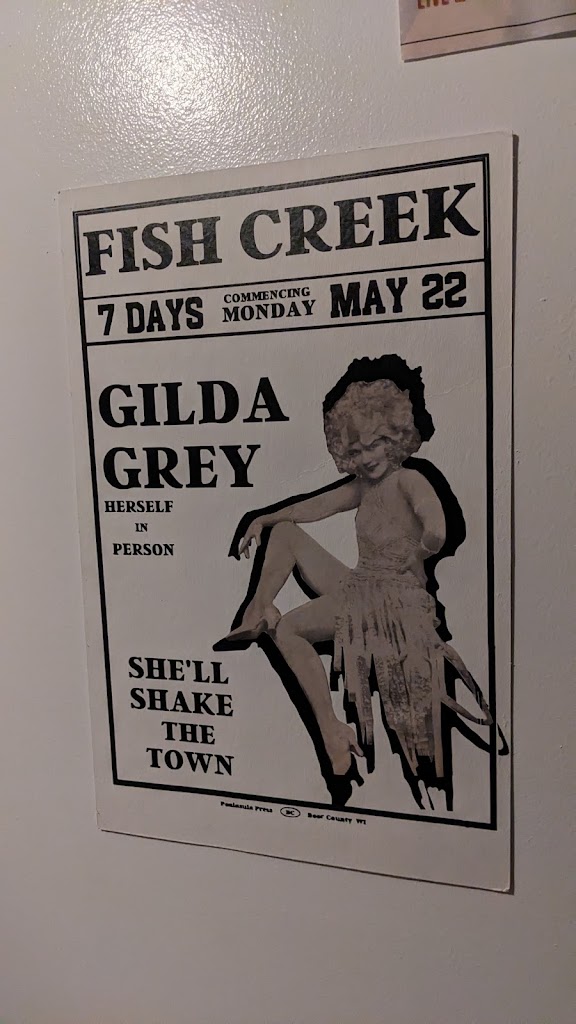 FISH CREEK
7 DAYS COMMENCING MONDAY MAY 22
GILDA
GREY
HERSELF
IN
PERSON
SHE'LL
SHAKE
THE
TOWN
Peninsula Press DC Door County WI